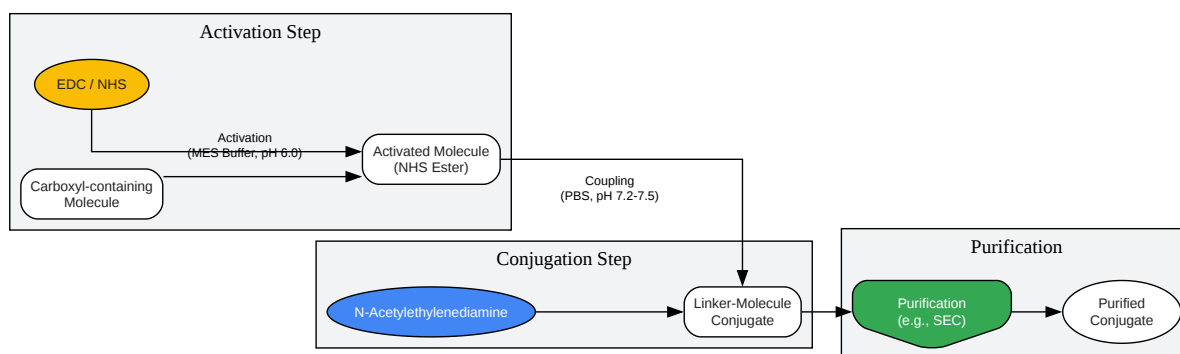 Activation Step
EDC / NHS
Activation
(MES Buffer, pH 6.0)
Activated Molecule
(NHS Ester)
Carboxyl-containing
Molecule
Coupling
(PBS, pH 7.2-7.5)
Conjugation Step
N-Acetylethylenediamine
Linker-Molecule
Conjugate
Purification
Purification
(e.g., SEC)
Purified
Conjugate